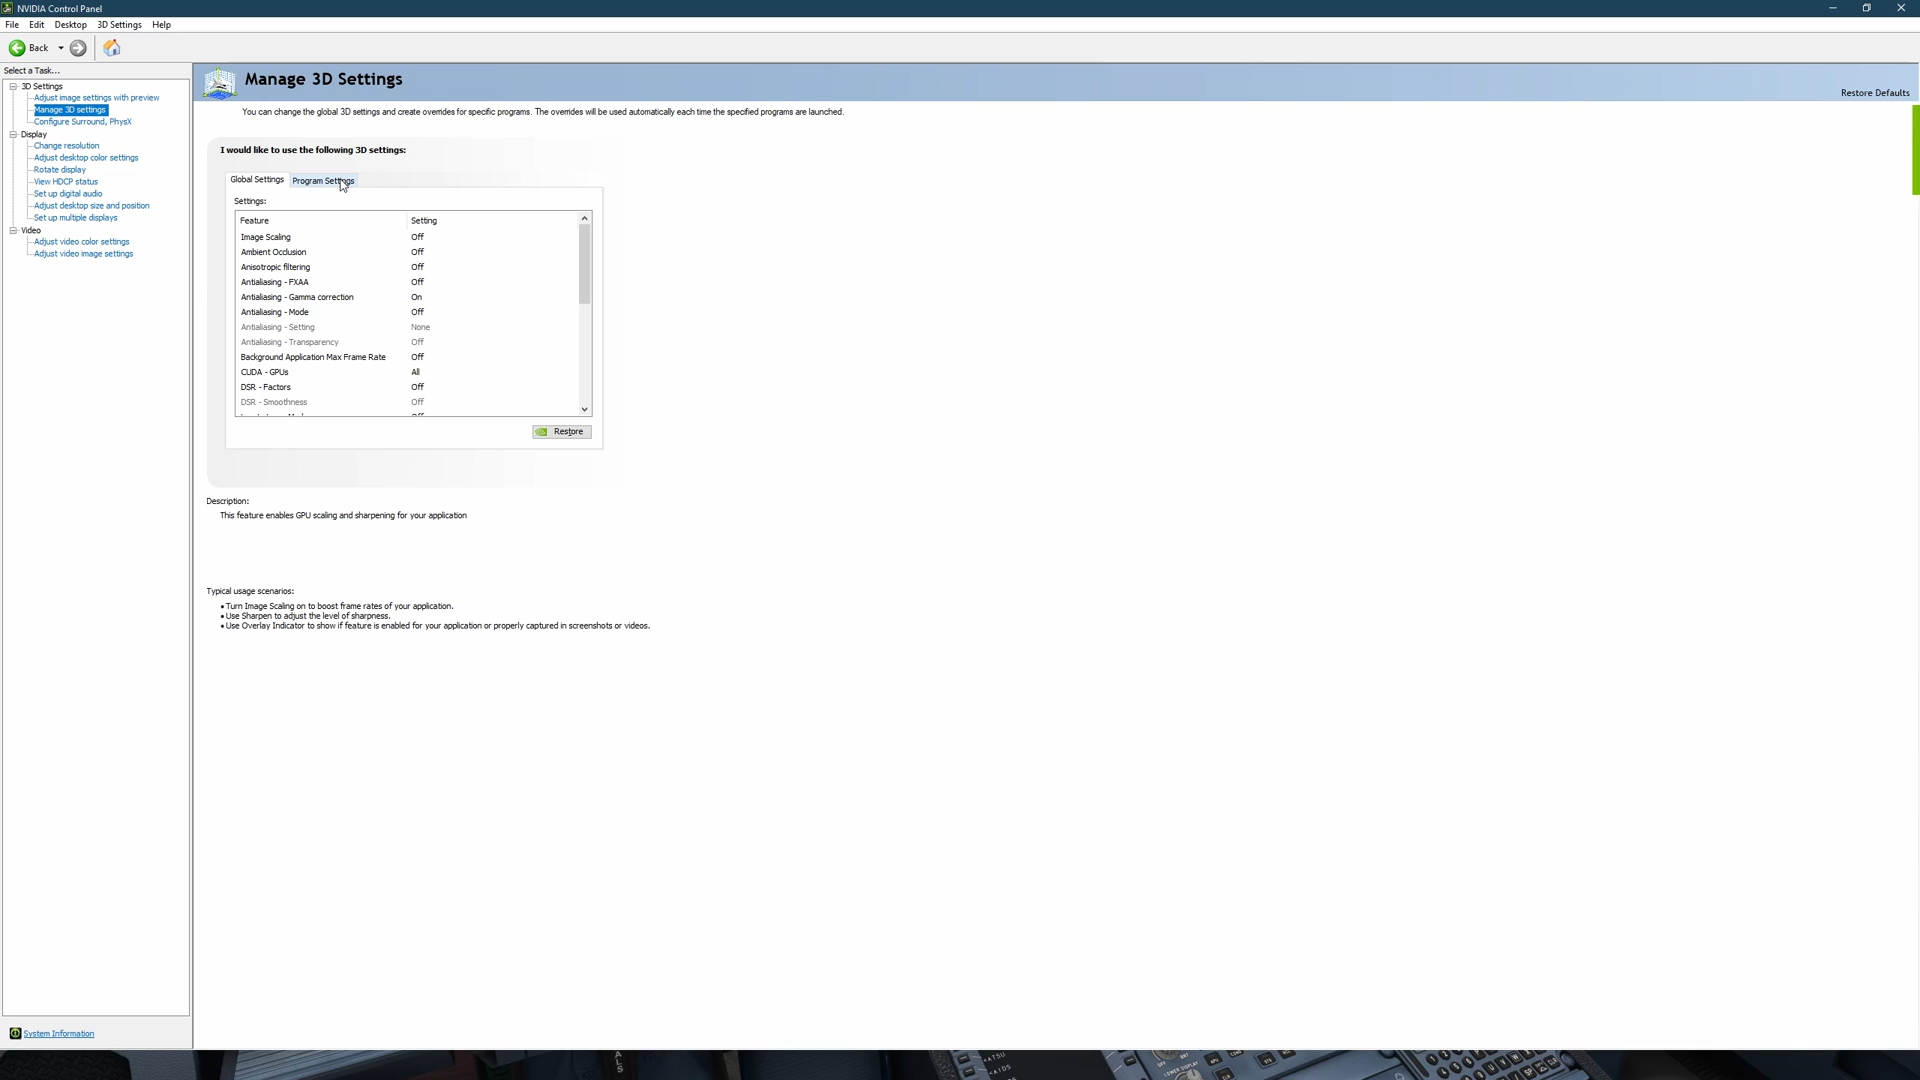 NVIDIA Control Panel
File Edit Desktop 3D Settings Help
Back
Select a Task...
3D Settings
Adjust image settings with preview
Manage 3D settings
Configure Surround, PhysX
Display
Change resolution
Adjust desktop color settings
Rotate display
View HDCP status
Set up digital audio
Adjust desktop size and position
Set up multiple displays
Video
Adjust video color settings
Adjust video image settings
System Information
Manage 3D Settings
Restore Defaults
You can change the global 3D settings and create overrides for specific programs. The overrides will be used automatically each time the specified programs are launched.
I would like to use the following 3D settings:
Global Settings Program Settings
Settings:
Feature Setting
Image Scaling Off
Ambient Occlusion Off
Anisotropic filtering Off
Antialiasing - FXAA Off
Antialiasing - Gamma correction On
Antialiasing - Mode Off
Antialiasing - Setting None
Antialiasing - Transparency Off
Background Application Max Frame Rate Off
CUDA - GPUs All
DSR - Factors Off
DSR - Smoothness Off
Restore
Description:
This feature enables GPU scaling and sharpening for your application
Typical usage scenarios:
• Turn Image Scaling on to boost frame rates of your application.
• Use Sharpen to adjust the level of sharpness.
• Use Overlay Indicator to show if feature is enabled for your application or properly captured in screenshots or videos.